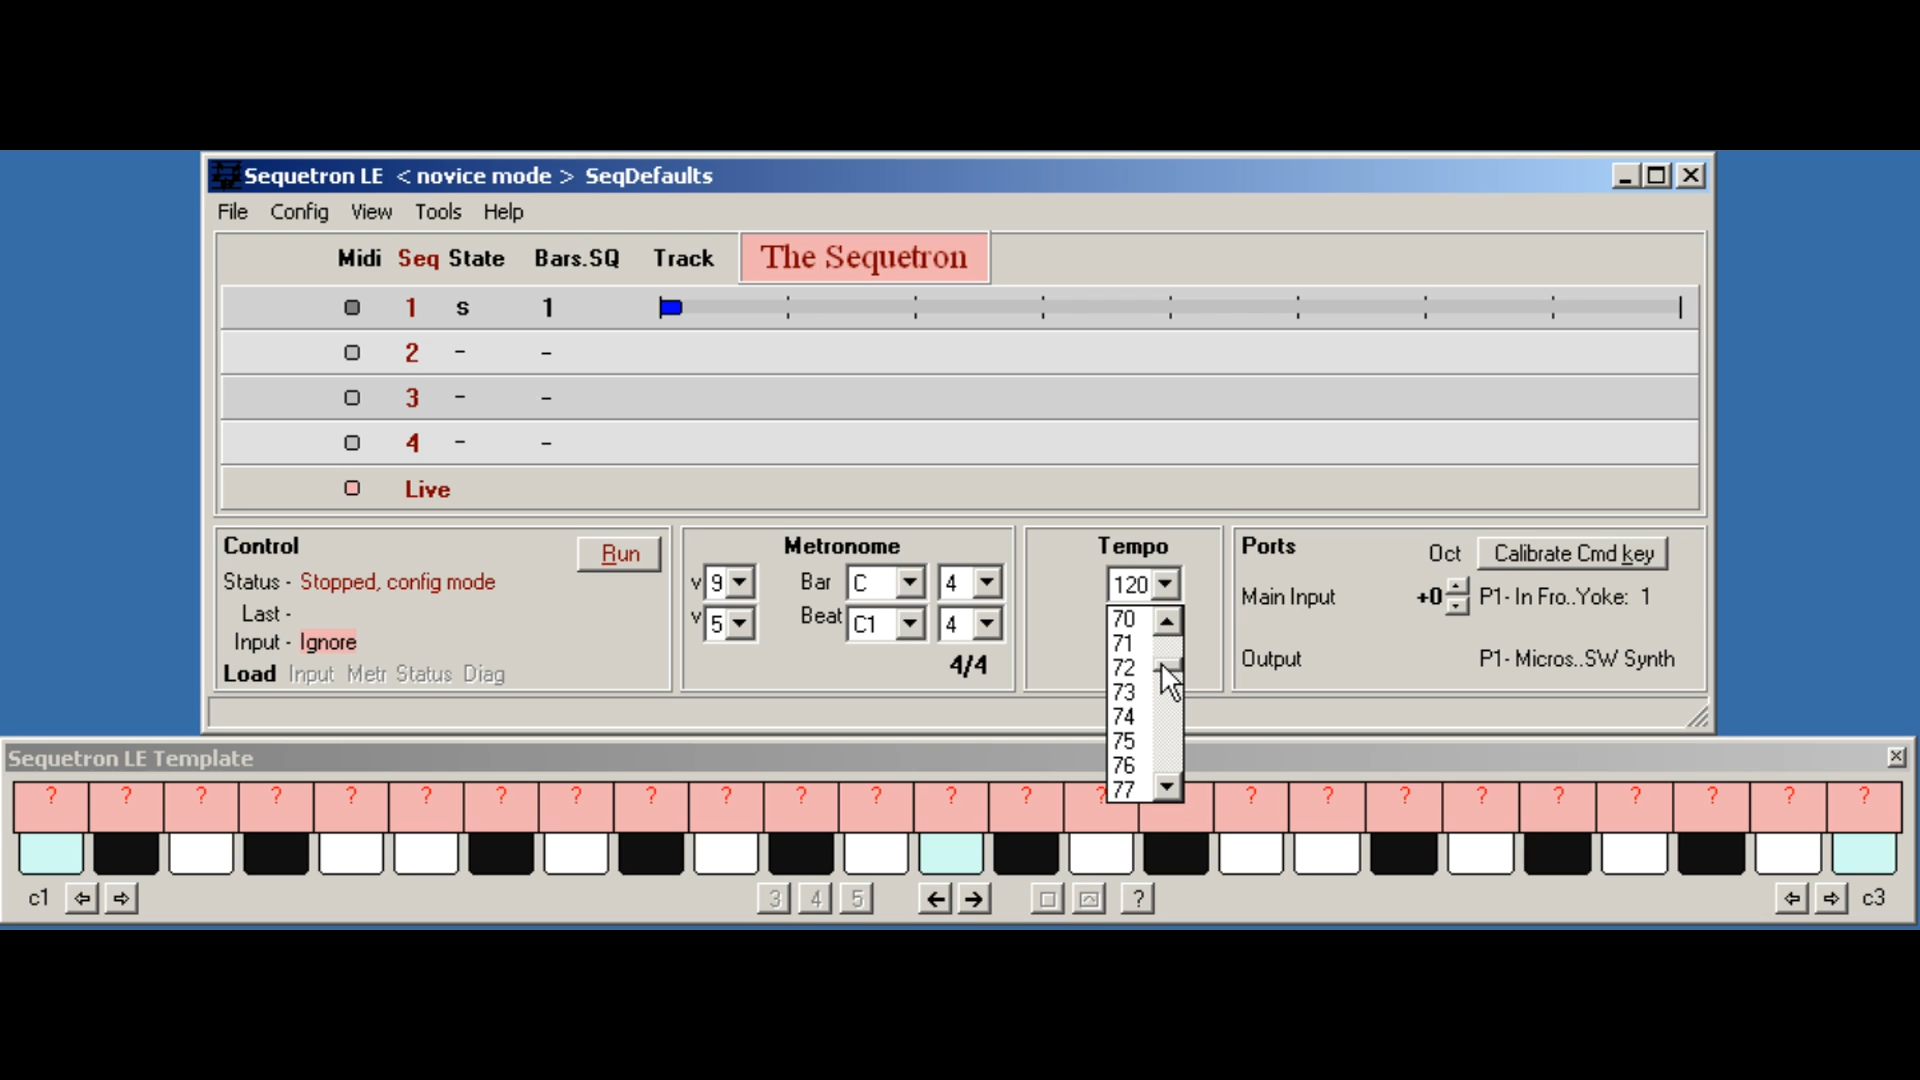 Sequetron LE < novice mode > SeqDefaults
File Config View Tools Help
Midi Seq State Bars.SQ Track The Sequetron
1 s 1
2 - -
3 - -
4 - -
Live
Control Run
Status - Stopped, config mode
Last -
Input - Ignore
Load Input Metr Status Diag
Metronome
v 9 Bar C 4
v 5 Beat C1 4
4/4
Tempo
120
70
71
72
73
74
75
76
77
Ports Oct Calibrate Cmd key
Main Input +0 P1- In Fro..Yoke: 1
Output P1- Micros..SW Synth
Sequetron LE Template
? ? ? ? ? ? ? ? ? ? ? ? ? ? ? ? ? ? ? ? ? ? ? ?
c1 3 4 5 ? c3